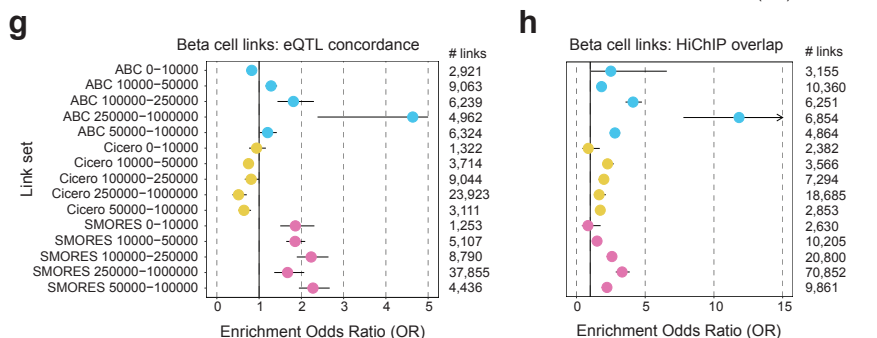 g
Beta cell links: eQTL concordance
# links
Link set
ABC 0−10000 2,921
ABC 10000−50000 9,063
ABC 100000−250000 6,239
ABC 250000−1000000 4,962
ABC 50000−100000 6,324
Cicero 0−10000 1,322
Cicero 10000−50000 3,714
Cicero 100000−250000 9,044
Cicero 250000−1000000 23,923
Cicero 50000−100000 3,111
SMORES 0−10000 1,253
SMORES 10000−50000 5,107
SMORES 100000−250000 8,790
SMORES 250000−1000000 37,855
SMORES 50000−100000 4,436
0 1 2 3 4 5
Enrichment Odds Ratio (OR)
h
Beta cell links: HiChIP overlap
# links
3,155
10,360
6,251
6,854
4,864
2,382
3,566
7,294
18,685
2,853
2,630
10,205
20,800
70,852
9,861
0 5 10 15
Enrichment Odds Ratio (OR)